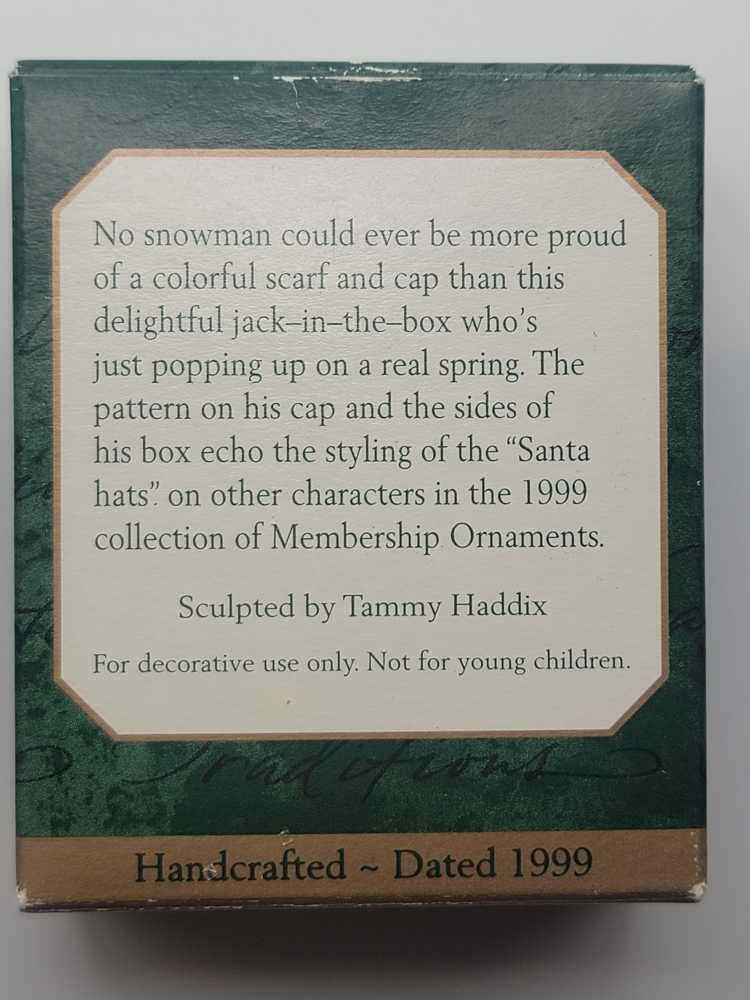 No snowman could ever be more proud
of a colorful scarf and cap than this
delightful jack–in–the–box who's
just popping up on a real spring. The
pattern on his cap and the sides of
his box echo the styling of the “Santa
hats” on other characters in the 1999
collection of Membership Ornaments.
Sculpted by Tammy Haddix
For decorative use only. Not for young children.
Traditions
Handcrafted ~ Dated 1999